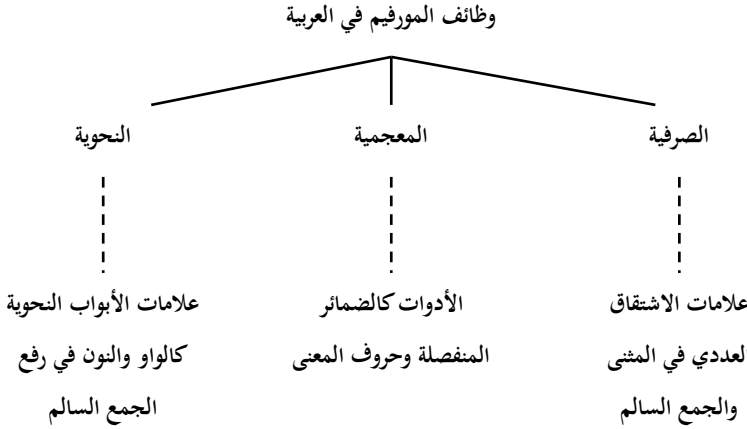 وظائف المورفيم في العربية
الصرفية
المعجمية
النحوية
علامات الاشتقاق
لعددي في المثنى
والجمع السالم
الأدوات كالضمائر
المنفصلة وحروف المعنى
علامات الأبواب النحوية
كالواو والنون في رفع
الجمع السالم